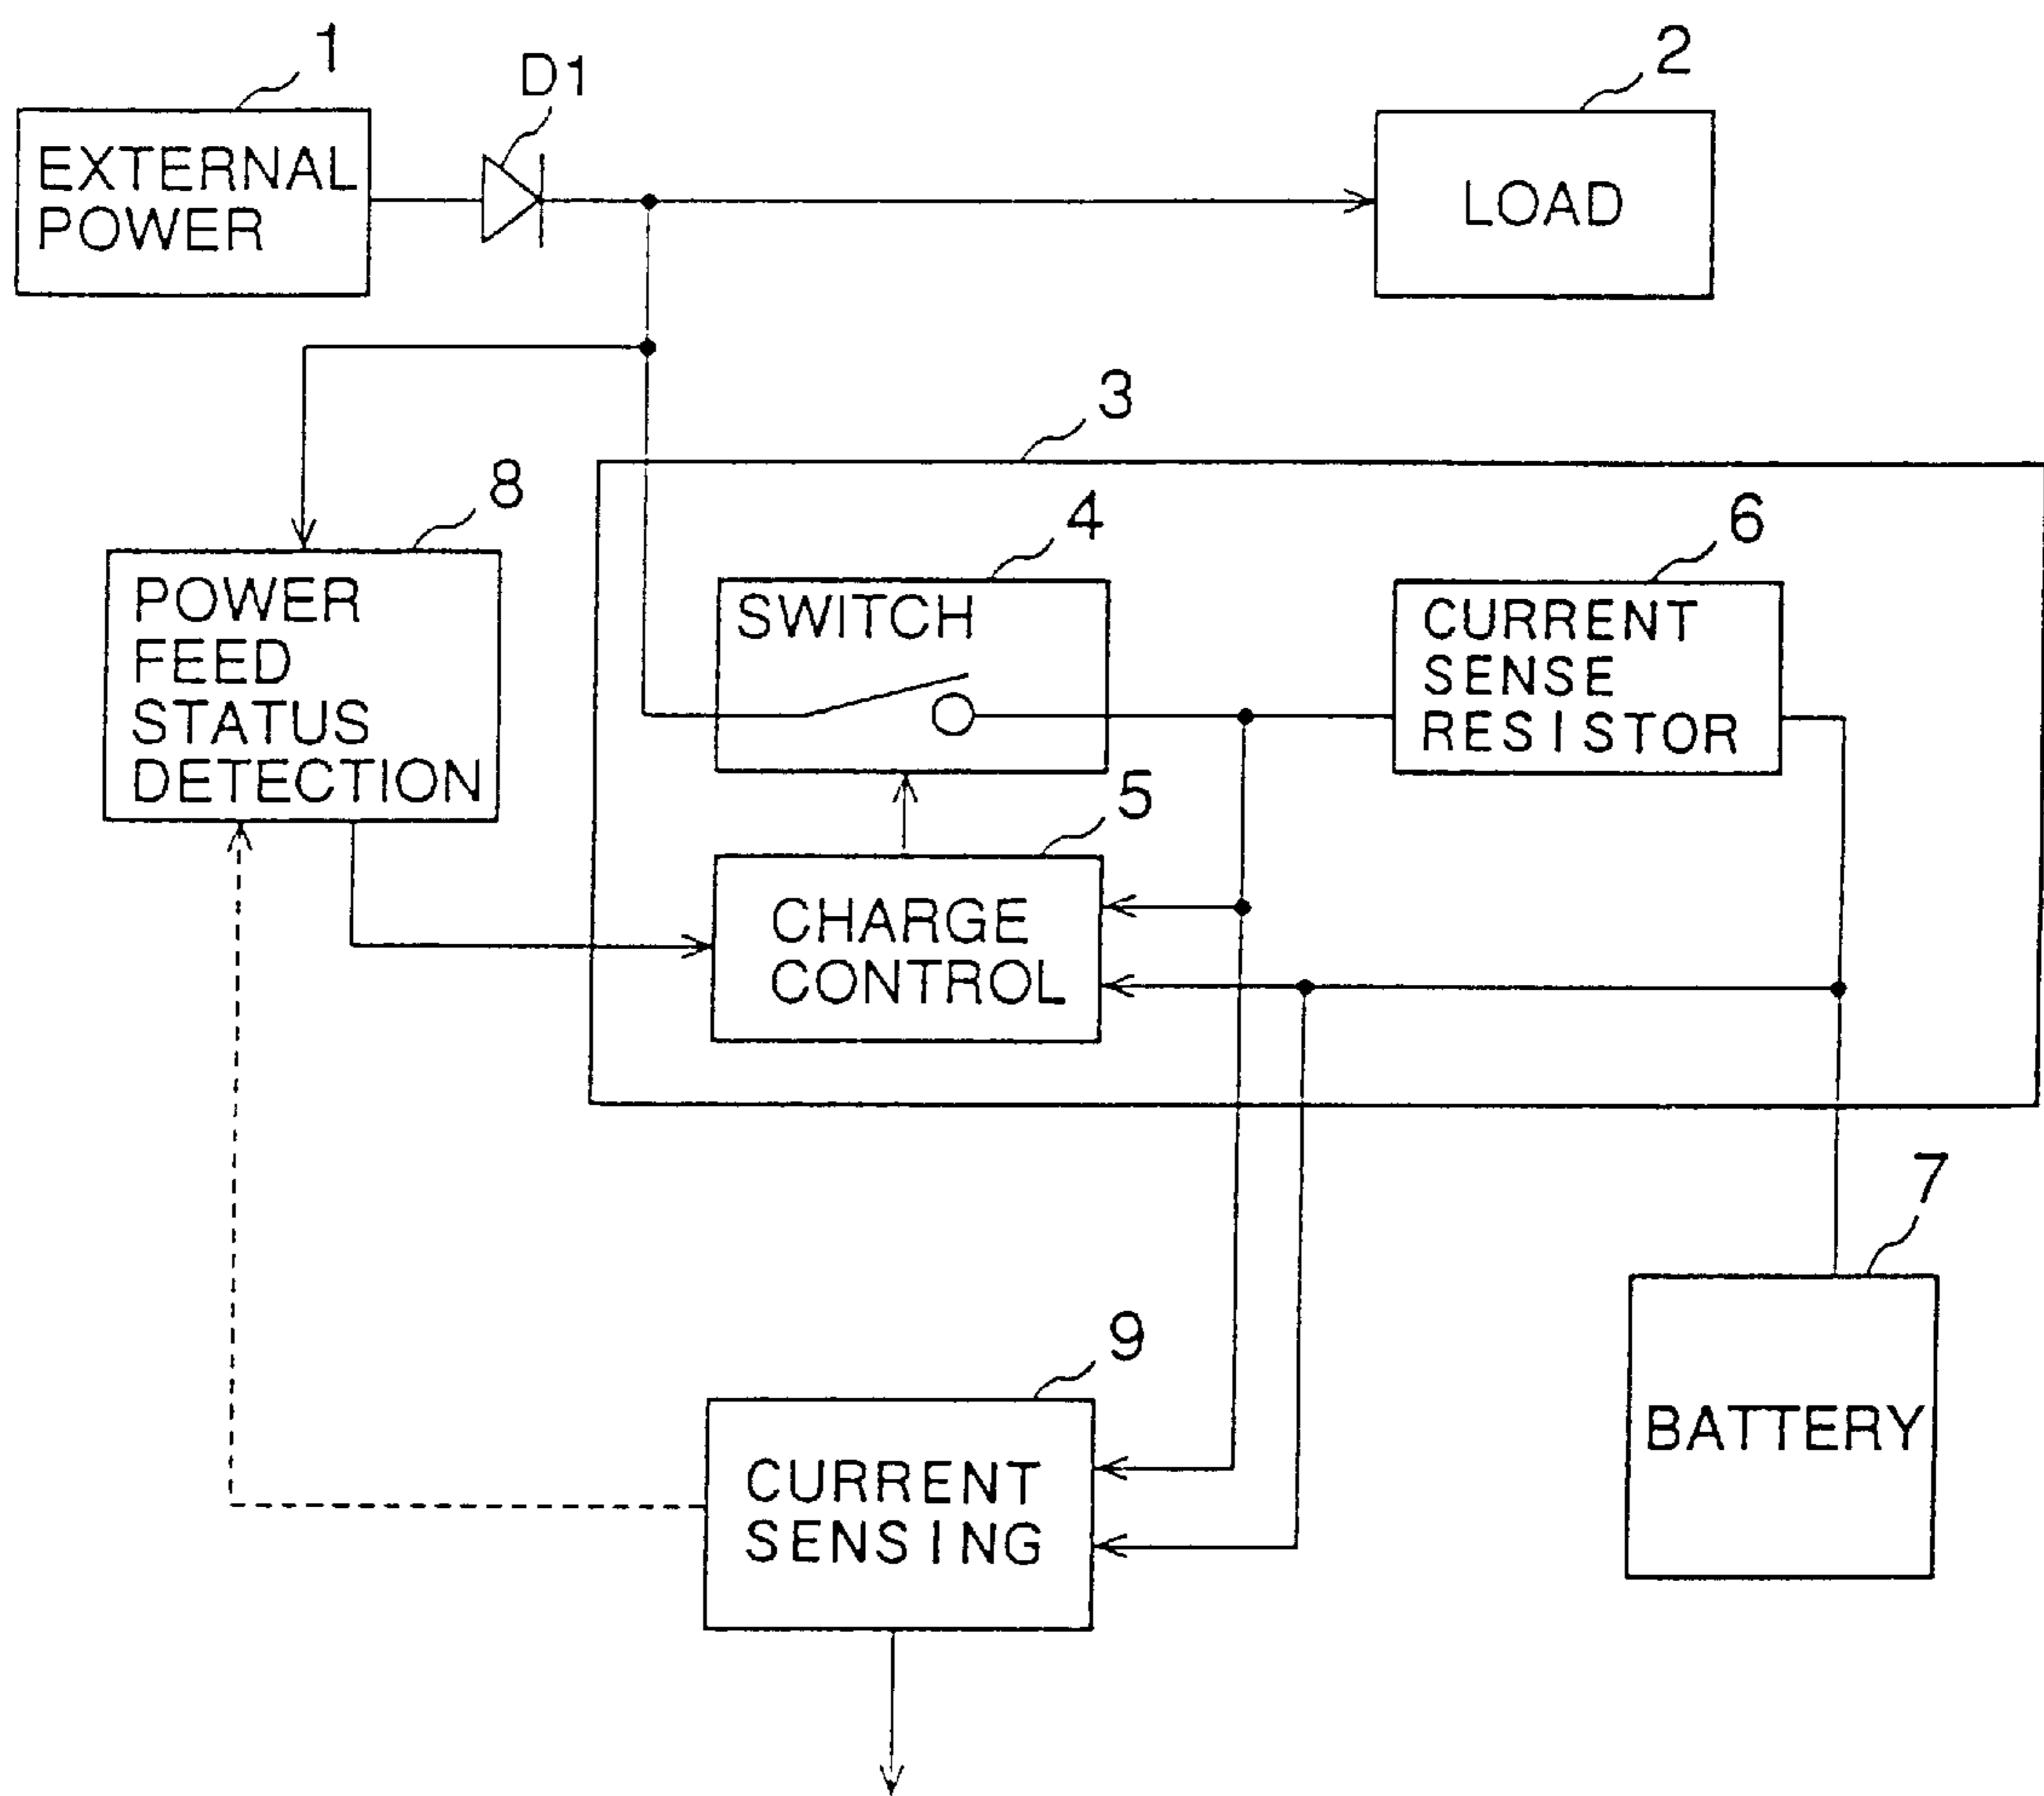 1
D1
2
EXTERNAL
POWER
LOAD
3
8
4
6
POWER
FEED
STATUS
DETECTION
SWITCH
CURRENT
SENSE
RESISTOR
5
CHARGE
CONTROL
7
9
BATTERY
CURRENT
SENSING